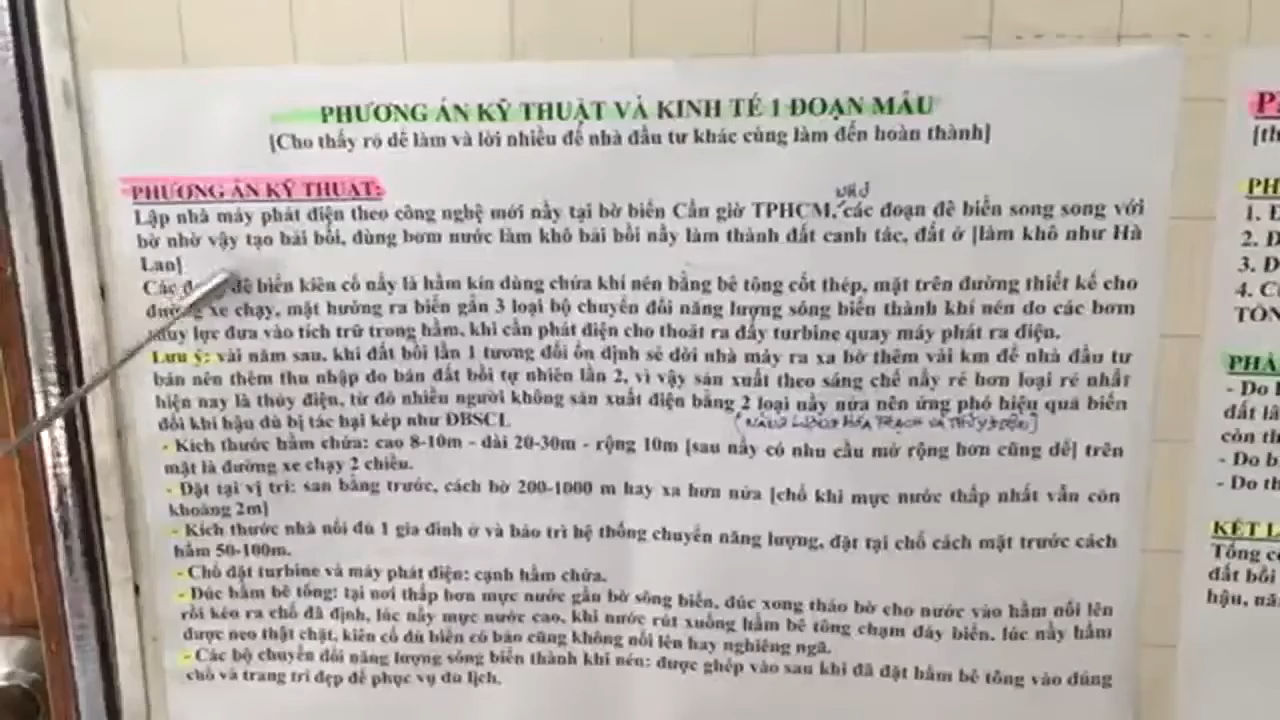 PHƯƠNG ÁN KỸ THUẬT VÀ KINH TẾ 1 ĐOẠN MẪU
[Cho thấy rõ dễ làm và lời nhiều để nhà đầu tư khác cùng làm đến hoàn thành]
PHƯƠNG ÁN KỸ THUẬT:
Lập nhà máy phát điện theo công nghệ mới nầy tại bờ biển Cần giờ TPHCM, các đoạn đê biển song song với
bờ nhờ vậy tạo bãi bồi, dùng bơm nước làm khô bãi bồi nầy làm thành đất canh tác, đất ở [làm khô như Hà
Lan]
Các đê biển kiên cố nầy là hầm kín dùng chứa khí nén bằng bê tông cốt thép, mặt trên đường thiết kế cho
đường xe chạy, mặt hướng ra biển gắn 3 loại bộ chuyển đổi năng lượng sóng biển thành khí nén do các bơm
thủy lực đưa vào tích trữ trong hầm, khi cần phát điện cho thoát ra đẩy turbine quay máy phát ra điện.
Lưu ý: vài năm sau, khi đất bồi lần 1 tương đối ổn định sẽ dời nhà máy ra xa bờ thêm vài km để nhà đầu tư
bán nên thêm thu nhập do bán đất bồi tự nhiên lần 2, vì vậy sản xuất theo sáng chế nầy rẻ hơn loại rẻ nhất
hiện nay là thủy điện, từ đó nhiều người không sản xuất điện bằng 2 loại nầy nữa nên ứng phó hiệu quả biến
đổi khí hậu dù bị tác hại kép như ĐBSCL
- Kích thước hầm chứa: cao 8-10m - dài 20-30m - rộng 10m [sau nầy có nhu cầu mở rộng hơn cũng dễ] trên
mặt là đường xe chạy 2 chiều.
- Đặt tại vị trí: san bằng trước, cách bờ 200-1000 m hay xa hơn nữa [chỗ khi mực nước thấp nhất vẫn còn
khoảng 2m]
- Kích thước nhà nổi đủ 1 gia đình ở và bảo trì hệ thống chuyển năng lượng, đặt tại chỗ cách mặt trước cách
hầm 50-100m.
- Chỗ đặt turbine và máy phát điện: cạnh hầm chứa.
- Đúc hầm bê tông: tại nơi thấp hơn mực nước gần bờ sông biển, đúc xong tháo bờ cho nước vào hầm nổi lên
rồi kéo ra chỗ đã định, lúc nầy mực nước cao, khi nước rút xuống hầm bê tông chạm đáy biển, lúc nầy hầm
được neo thật chặt, kiên cố dù biển có bão cũng không nổi lên hay nghiêng ngã.
- Các bộ chuyển đổi năng lượng sóng biển thành khí nén: được ghép vào sau khi đã đặt hầm bê tông vào đúng
chỗ và trang trí đẹp để phục vụ du lịch.
[th
PH
1.
2. Đ
3. D
4.
PHẦ
- Do
đất
còn
- Do b
- Do th
KẾT L
Tổng
đất bồi
hậu,